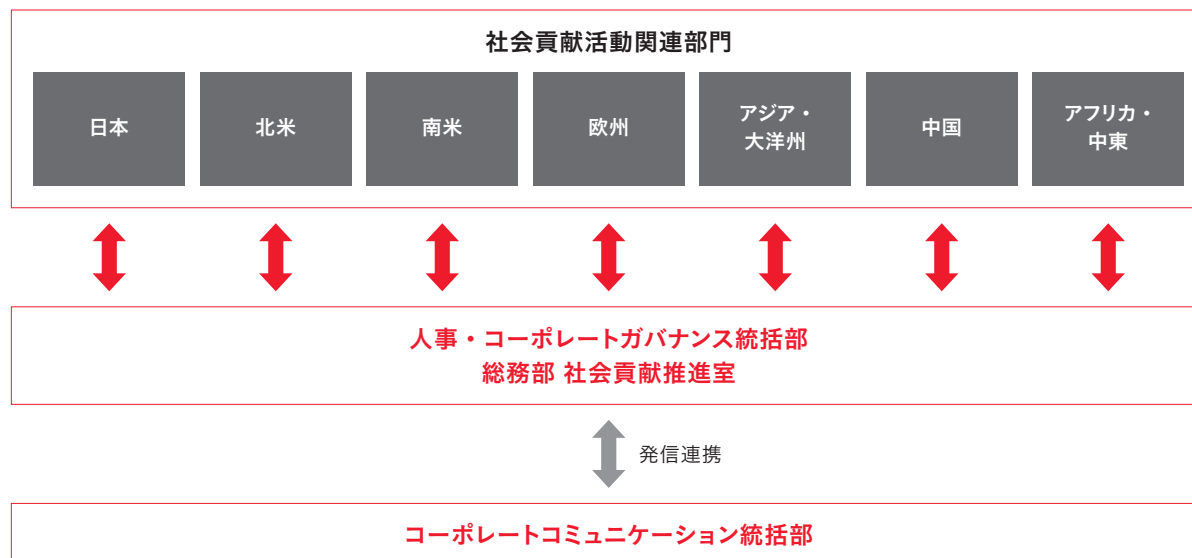 社会貢献活動関連部門
日本
北米
南米
欧州
アジア・
大洋州
中国
アフリカ・
中東
人事・コーポレートガバナンス統括部
総務部 社会貢献推進室
発信連携
コーポレートコミュニケーション統括部